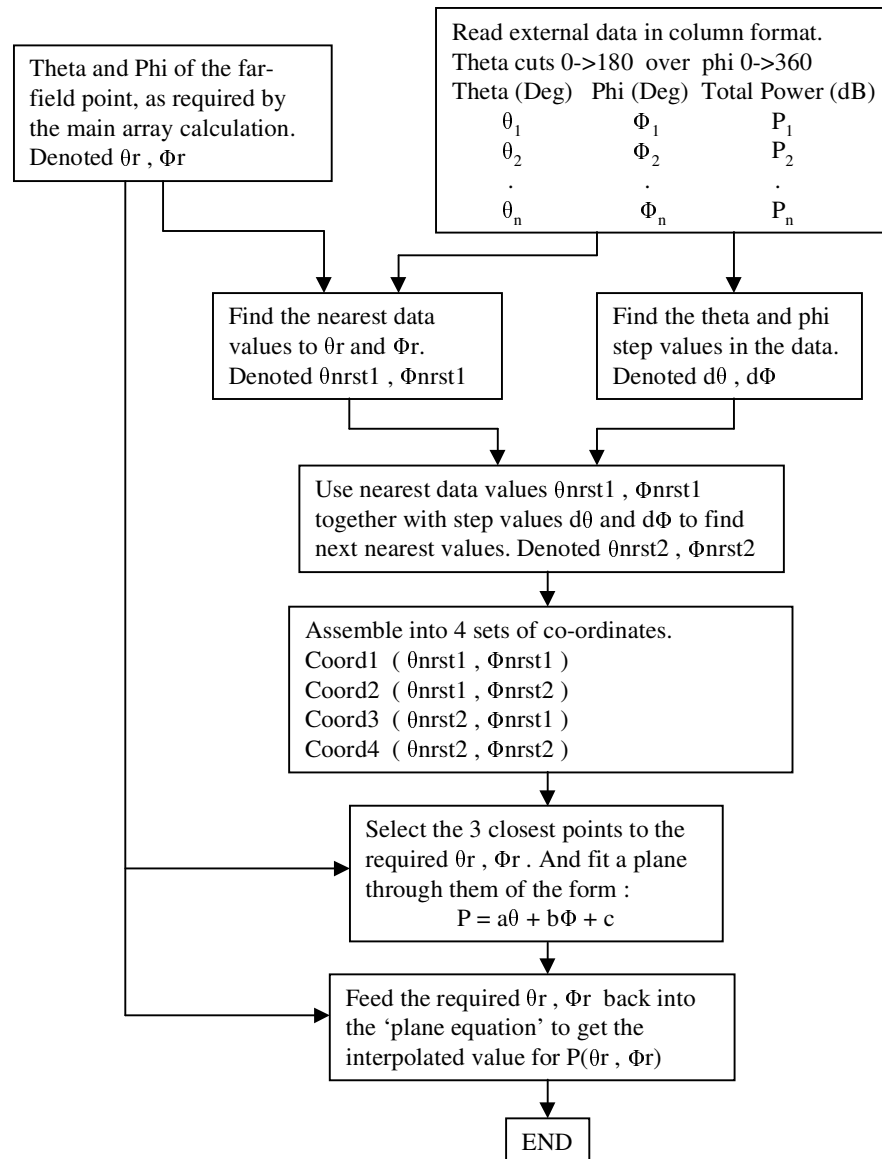 Theta and Phi of the far-
field point, as required by
the main array calculation.
Denoted θr , Φr
Read external data in column format.
Theta cuts 0->180 over phi 0->360
Theta (Deg) Phi (Deg) Total Power (dB)
θ1 Φ1 P1
θ2 Φ2 P2
. . .
θn Φn Pn
Find the nearest data
values to θr and Φr.
Denoted θnrst1 , Φnrst1
Find the theta and phi
step values in the data.
Denoted dθ , dΦ
Use nearest data values θnrst1 , Φnrst1
together with step values dθ and dΦ to find
next nearest values. Denoted θnrst2 , Φnrst2
Assemble into 4 sets of co-ordinates.
Coord1 ( θnrst1 , Φnrst1 )
Coord2 ( θnrst1 , Φnrst2 )
Coord3 ( θnrst2 , Φnrst1 )
Coord4 ( θnrst2 , Φnrst2 )
Select the 3 closest points to the
required θr , Φr . And fit a plane
through them of the form :
P = aθ + bΦ + c
Feed the required θr , Φr back into
the ‘plane equation’ to get the
interpolated value for P(θr , Φr)
END